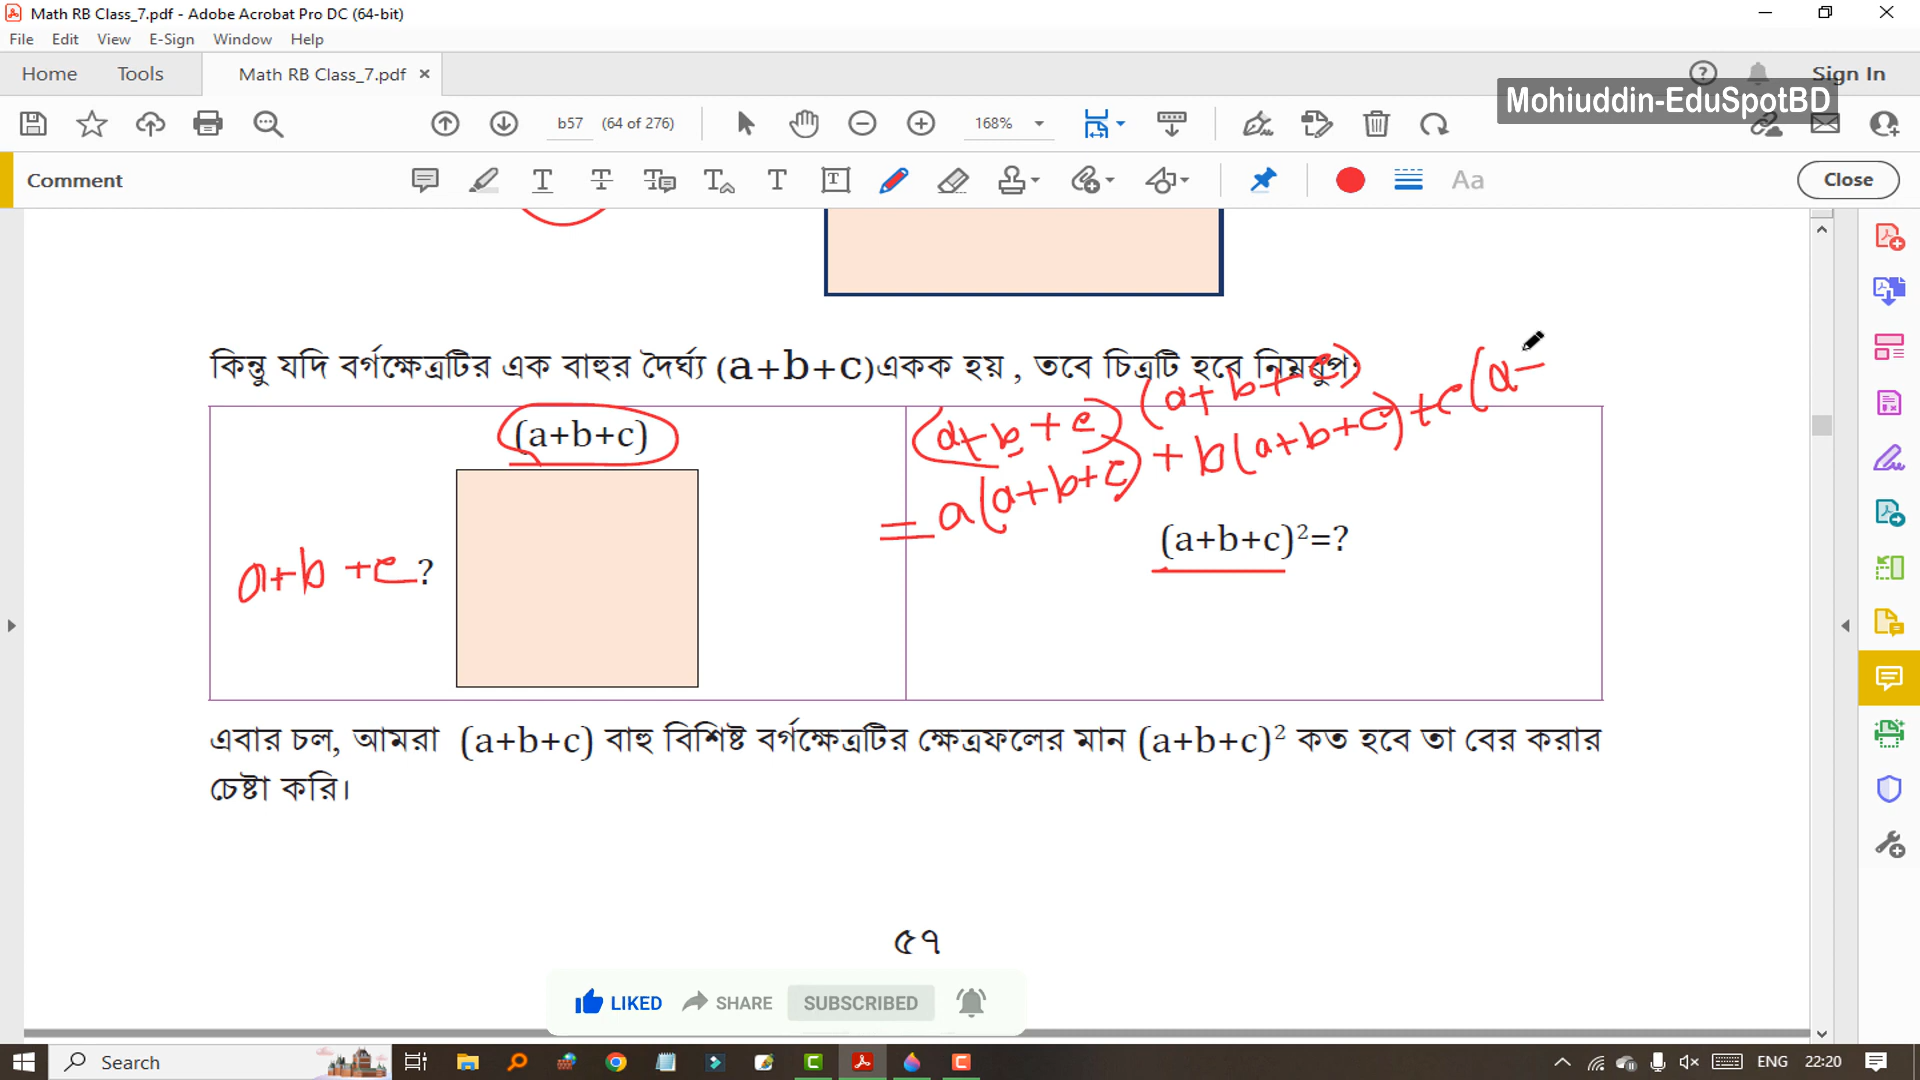 Math RB Class_7.pdf - Adobe Acrobat Pro DC (64-bit)
File Edit View E-Sign Window Help
Home Tools Math RB Class_7.pdf × Sign In
Mohiuddin-EduSpotBD
b57 (64 of 276) 168%
Comment Aa Close
কিন্তু যদি বর্গক্ষেত্রটির এক বাহুর দৈর্ঘ্য (a+b+c)একক হয় , তবে চিত্রটি হবে নিম্নরূপ:
(a+b+c)
(a+b+c) (a+b+c)
=a(a+b+c) + b(a+b+c)+c(a-
(a+b+c)²=?
a+b+c ?
এবার চল, আমরা (a+b+c) বাহু বিশিষ্ট বর্গক্ষেত্রটির ক্ষেত্রফলের মান (a+b+c)² কত হবে তা বের করার
চেষ্টা করি।
৫৭
LIKED SHARE SUBSCRIBED
Search ENG 22:20